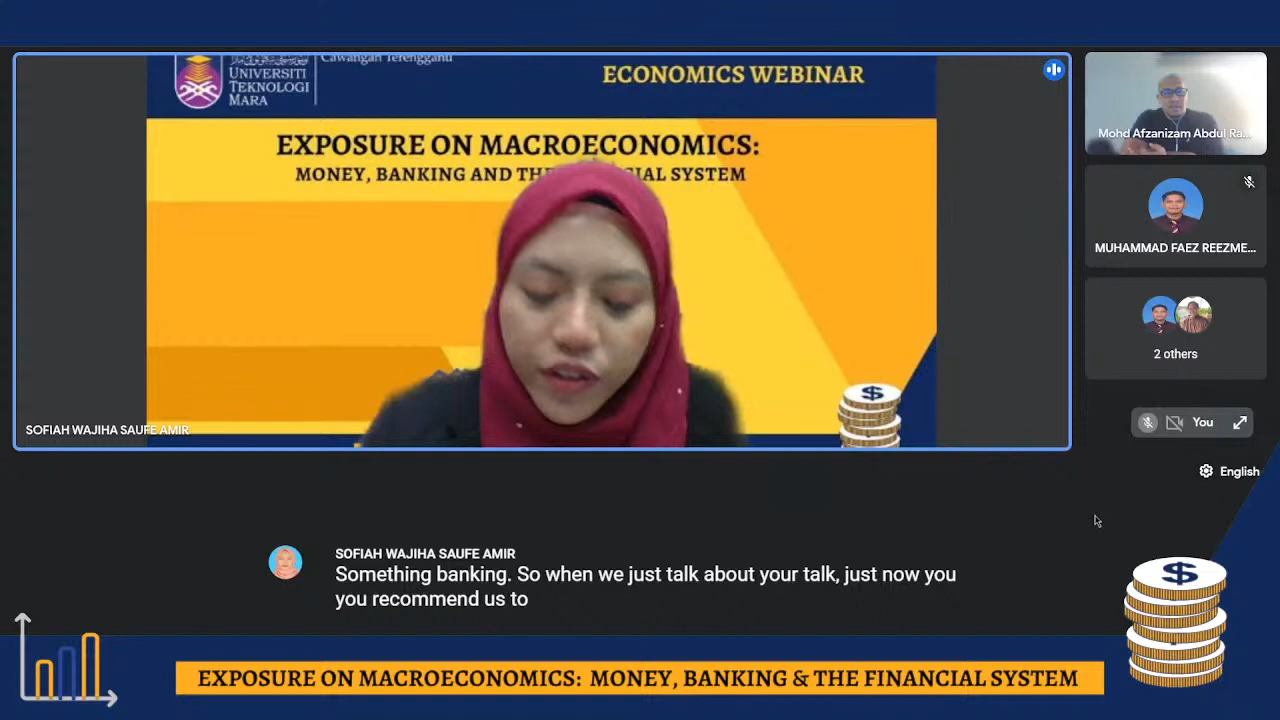 Cawangan Terengganu
UNIVERSITI
TEKNOLOGI
MARA
ECONOMICS WEBINAR
EXPOSURE ON MACROECONOMICS:
MONEY, BANKING AND THE CIAL SYSTEM
SOFIAH WAJIHA SAUFE AMIR
Mohd Afzanizam Abdul Ra...
MUHAMMAD FAEZ REEZME...
2 others
You
English
SOFIAH WAJIHA SAUFE AMIR
Something banking. So when we just talk about your talk, just now you
you recommend us to
$
$
EXPOSURE ON MACROECONOMICS: MONEY, BANKING & THE FINANCIAL SYSTEM